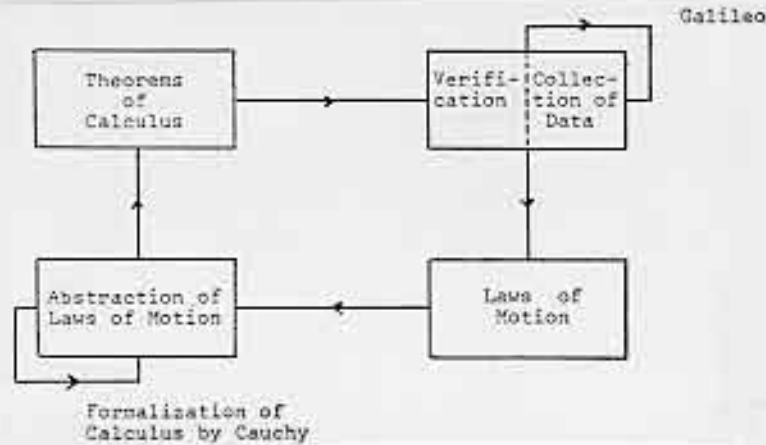 Galileo
Theorems
of
Calculus
Verifi-
cation
Collec-
tion of
Data
Abstraction of
Laws of Motion
Laws of
Motion
Formalization of
Calculus by Cauchy